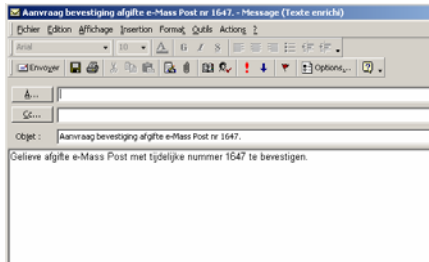 Aanvraag bevestiging afgifte e-Mass Post nr 1647. - Message (Texte enrichi)
Fichier Edition Affichage Insertion Format Outils Actions ?
Arial 10 A G I S
Envoyer Options...
À...
Cc...
Objet : Aanvraag bevestiging afgifte e-Mass Post nr 1647.
Gelieve afgifte e-Mass Post met tijdelijke nummer 1647 te bevestigen.